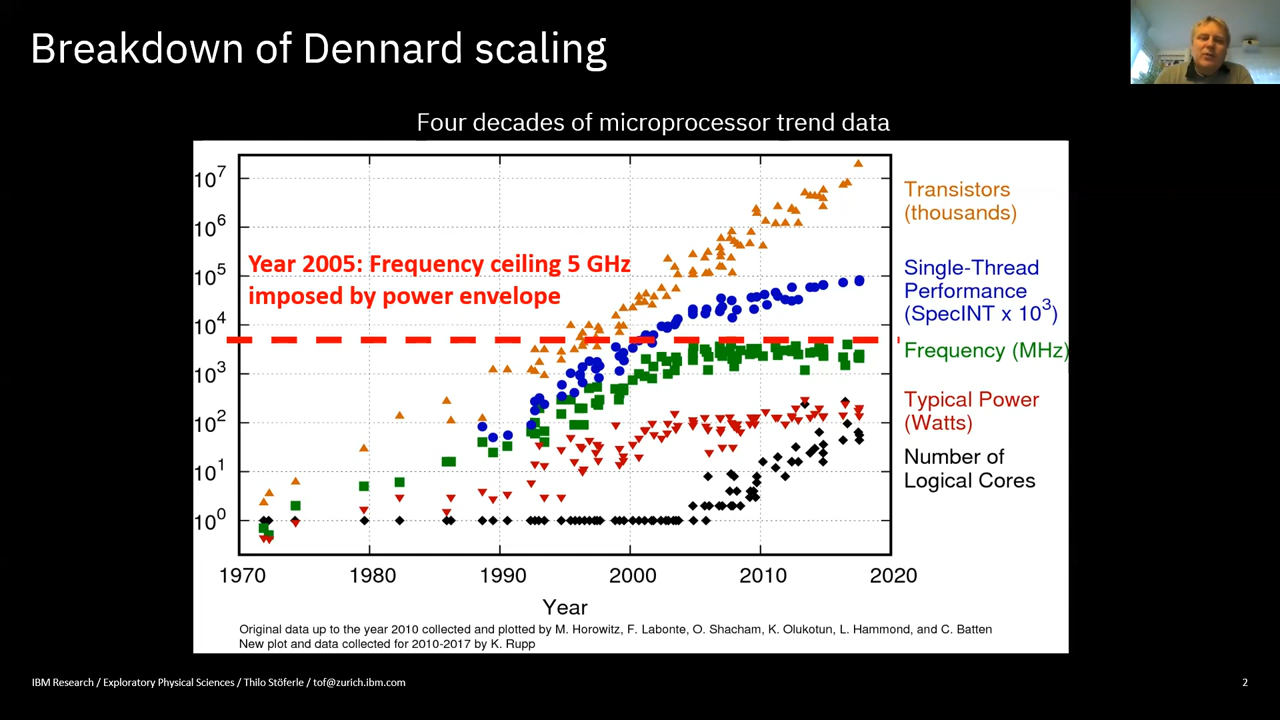 Breakdown of Dennard scaling
Four decades of microprocessor trend data
10^7
10^6
10^5
10^4
10^3
10^2
10^1
10^0
Year 2005: Frequency ceiling 5 GHz
imposed by power envelope
Transistors
(thousands)
Single-Thread
Performance
(SpecINT x 10^3)
Frequency (MHz)
Typical Power
(Watts)
Number of
Logical Cores
1970 1980 1990 2000 2010 2020
Year
Original data up to the year 2010 collected and plotted by M. Horowitz, F. Labonte, O. Shacham, K. Olukotun, L. Hammond, and C. Batten
New plot and data collected for 2010-2017 by K. Rupp
IBM Research / Exploratory Physical Sciences / Thilo Stöferle / tof@zurich.ibm.com
2